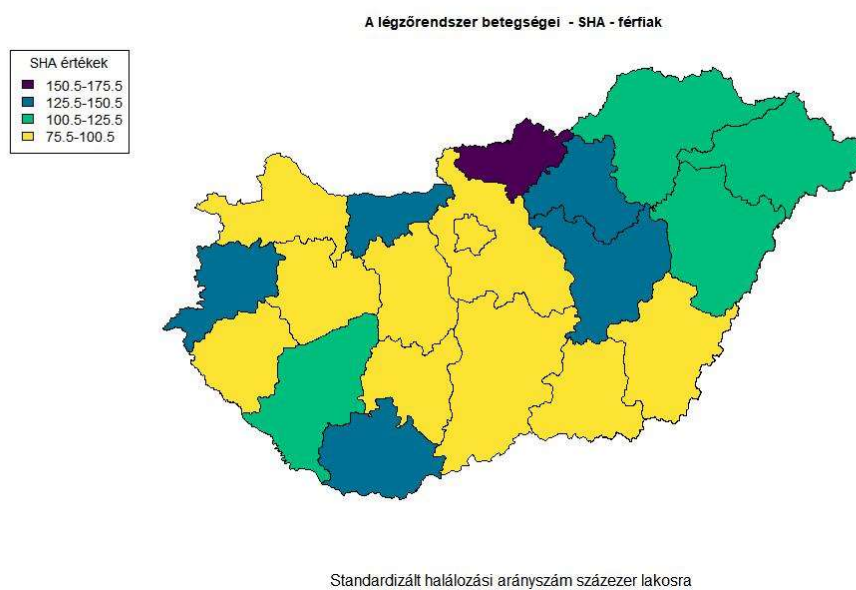 A légzőrendszer betegségei - SHA - férfiak
SHA értékek
150.5-175.5
125.5-150.5
100.5-125.5
75.5-100.5
Standardizált halálozási arányszám százezer lakosra